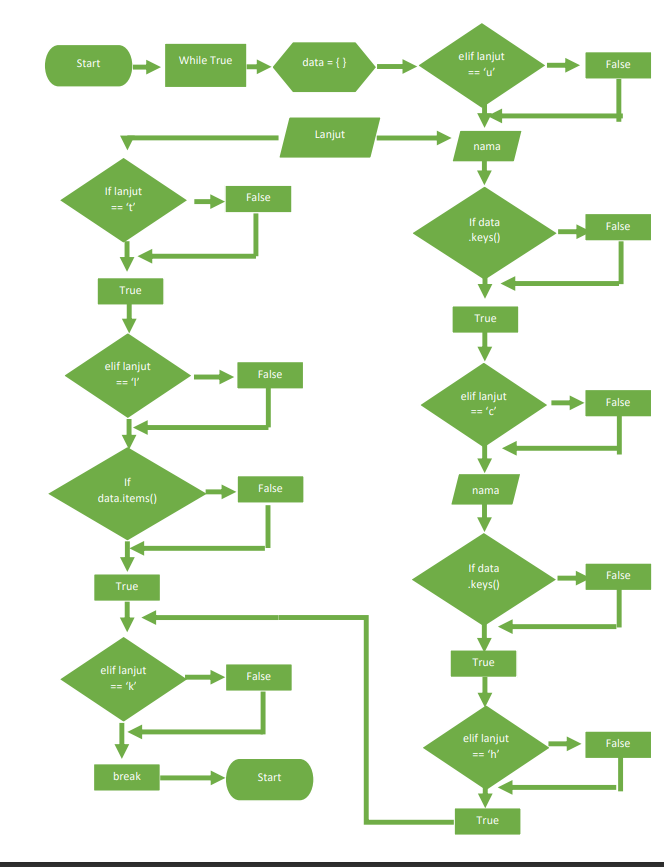 Start
While True
data = { }
elif lanjut
== ‘u’
False
Lanjut
nama
If lanjut
== ‘t’
False
If data
.keys()
False
True
True
elif lanjut
== ‘l’
False
elif lanjut
== ‘c’
False
If
data.items()
False
nama
True
If data
.keys()
False
elif lanjut
== ‘k’
False
True
elif lanjut
== ‘h’
False
break
Start
True